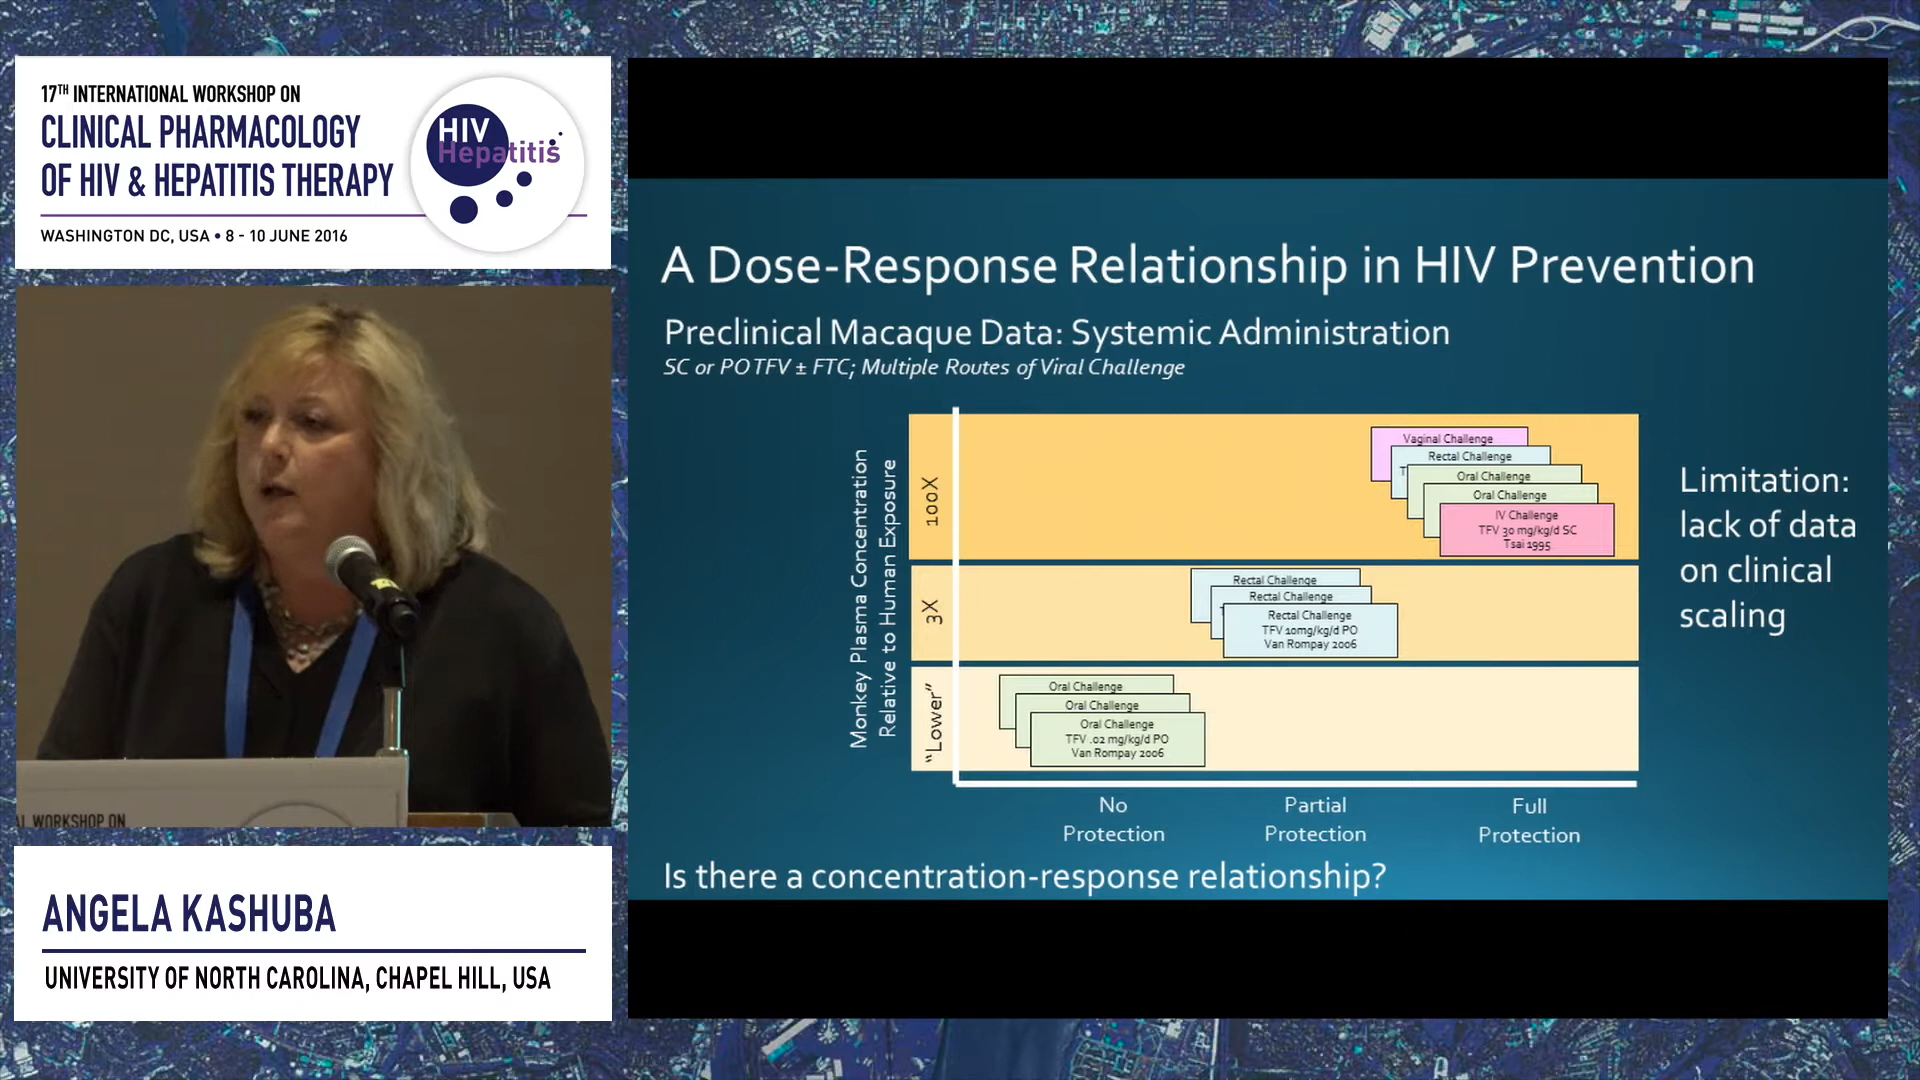 17TH INTERNATIONAL WORKSHOP ON
CLINICAL PHARMACOLOGY
OF HIV & HEPATITIS THERAPY
WASHINGTON DC, USA • 8 - 10 JUNE 2016
HIV
Hepatitis
AL WORKSHOP ON
ANGELA KASHUBA
UNIVERSITY OF NORTH CAROLINA, CHAPEL HILL, USA
A Dose-Response Relationship in HIV Prevention
Preclinical Macaque Data: Systemic Administration
SC or PO TFV ± FTC; Multiple Routes of Viral Challenge
Monkey Plasma Concentration
Relative to Human Exposure
100X
Vaginal Challenge
Rectal Challenge
T
Oral Challenge
Oral Challenge
IV Challenge
TFV 30 mg/kg/d SC
Tsai 1995
3X
Rectal Challenge
Rectal Challenge
Rectal Challenge
TFV 10mg/kg/d PO
Van Rompay 2006
"Lower"
Oral Challenge
Oral Challenge
Oral Challenge
TFV .02 mg/kg/d PO
Van Rompay 2006
No
Protection
Partial
Protection
Full
Protection
Limitation:
lack of data
on clinical
scaling
Is there a concentration-response relationship?